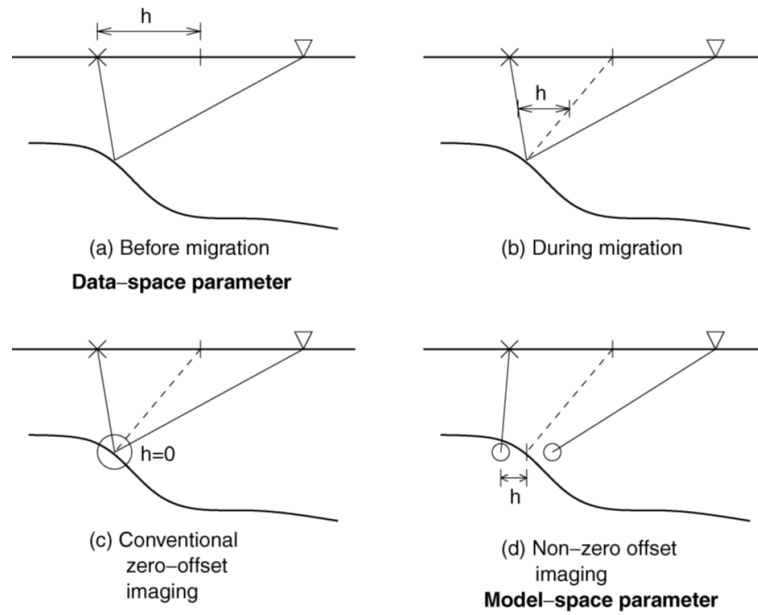 h
h
(a) Before migration
(b) During migration
Data–space parameter
h=0
h
(c) Conventional
zero–offset
imaging
(d) Non–zero offset
imaging
Model–space parameter